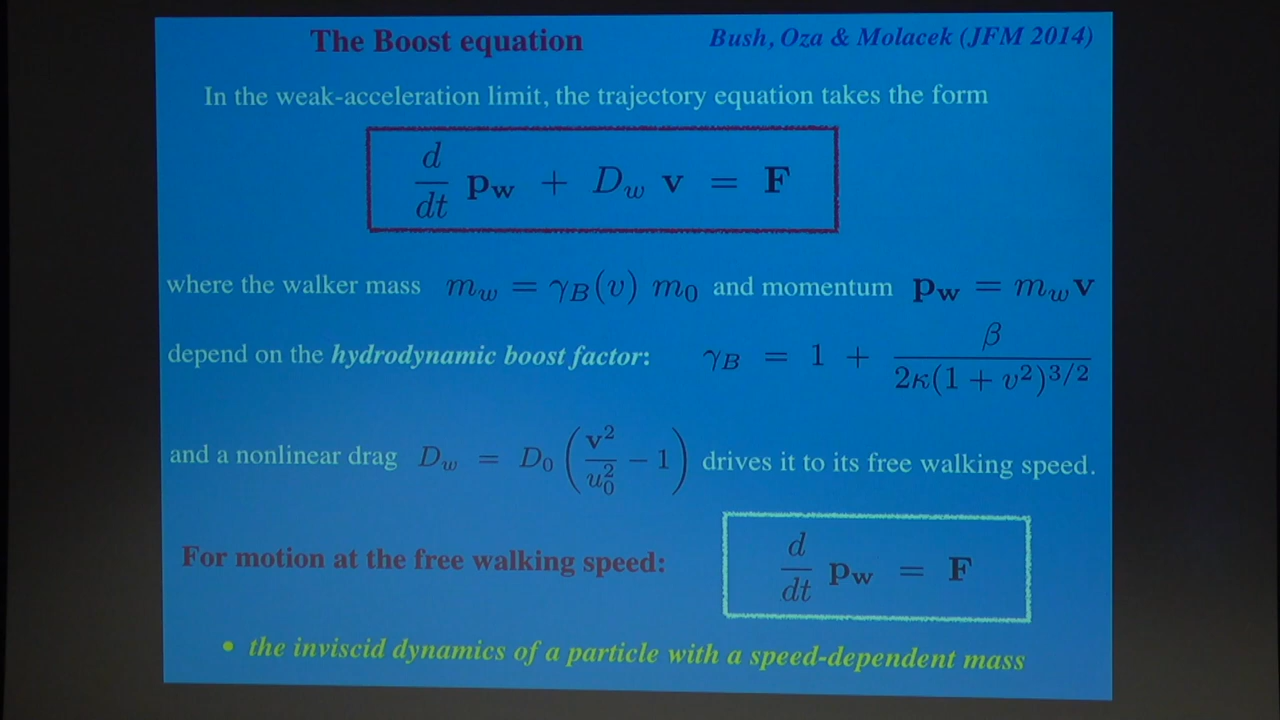 The Boost equation
Bush, Oza & Molacek (JFM 2014)
In the weak-acceleration limit, the trajectory equation takes the form
d/dt p_w + D_w v = F
where the walker mass m_w = γ_B(v) m_0 and momentum p_w = m_w v
depend on the hydrodynamic boost factor: γ_B = 1 + β / 2κ(1 + v²)^{3/2}
and a nonlinear drag D_w = D_0 (v²/u_0² − 1) drives it to its free walking speed.
For motion at the free walking speed: d/dt p_w = F
• the inviscid dynamics of a particle with a speed-dependent mass